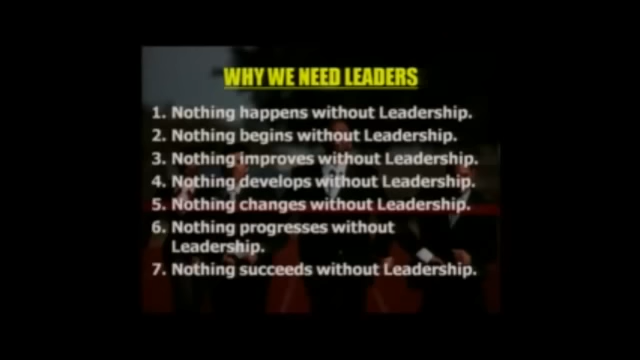 WHY WE NEED LEADERS
1. Nothing happens without Leadership.
2. Nothing begins without Leadership.
3. Nothing improves without Leadership.
4. Nothing develops without Leadership.
5. Nothing changes without Leadership.
6. Nothing progresses without
Leadership.
7. Nothing succeeds without Leadership.